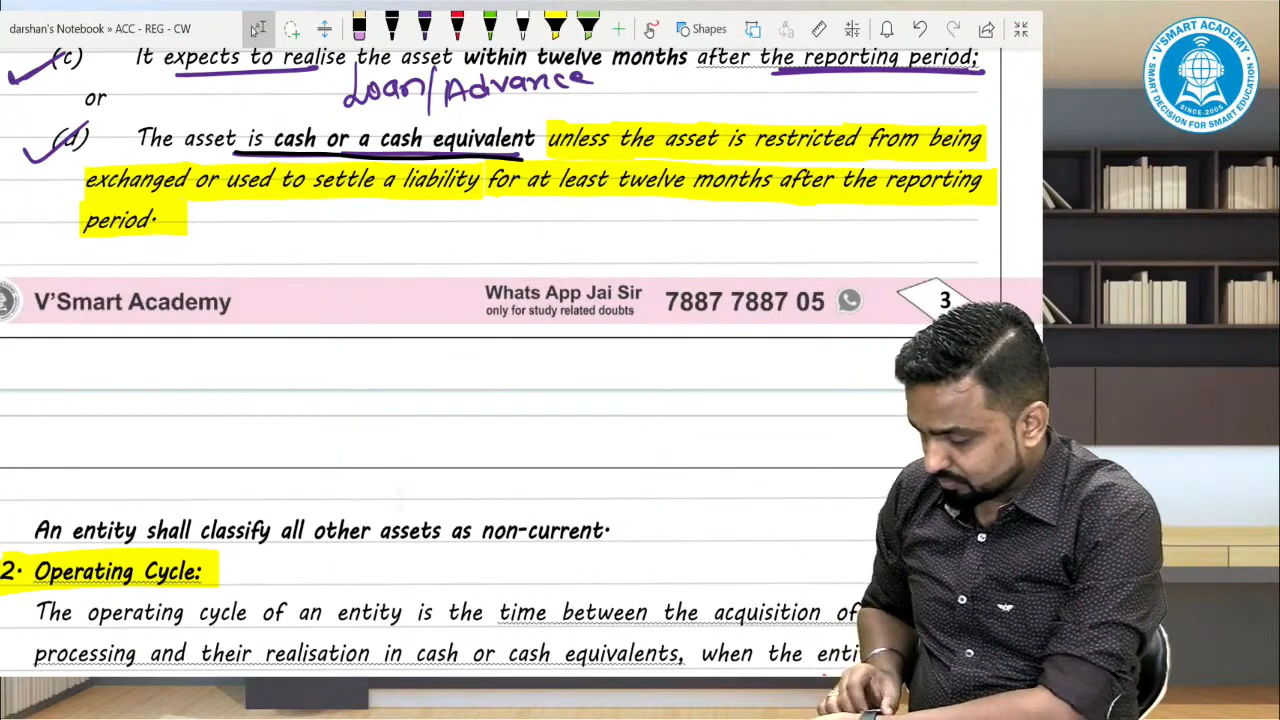 darshan's Notebook » ACC - REG - CW
Shapes
(c) It expects to realise the asset within twelve months after the reporting period;
Loan/Advance
or
(d) The asset is cash or a cash equivalent unless the asset is restricted from being
exchanged or used to settle a liability for at least twelve months after the reporting
period.
V'Smart Academy
Whats App Jai Sir
only for study related doubts
7887 7887 05
3
An entity shall classify all other assets as non-current.
2. Operating Cycle:
The operating cycle of an entity is the time between the acquisition of
processing and their realisation in cash or cash equivalents, when the
V'SMART ACADEMY
SINCE-2005
SMART DECISION FOR SMART EDUCATION